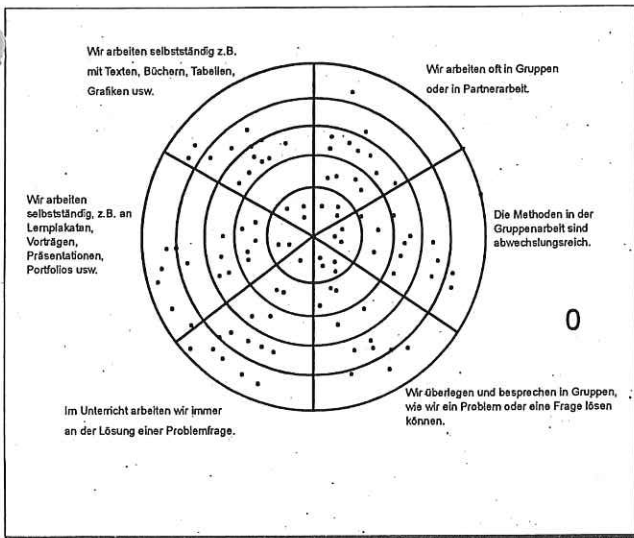 Wir arbeiten selbstständig z.B.
mit Texten, Büchern, Tabellen,
Grafiken usw.
Wir arbeiten oft in Gruppen
oder in Partnerarbeit.
Wir arbeiten
selbstständig, z.B. an
Lernplakaten,
Vorträgen,
Präsentationen,
Portfolios usw.
Die Methoden in der
Gruppenarbeit sind
abwechslungsreich.
0
Im Unterricht arbeiten wir immer
an der Lösung einer Problemfrage.
Wir überlegen und besprechen in Gruppen,
wie wir ein Problem oder eine Frage lösen
können.